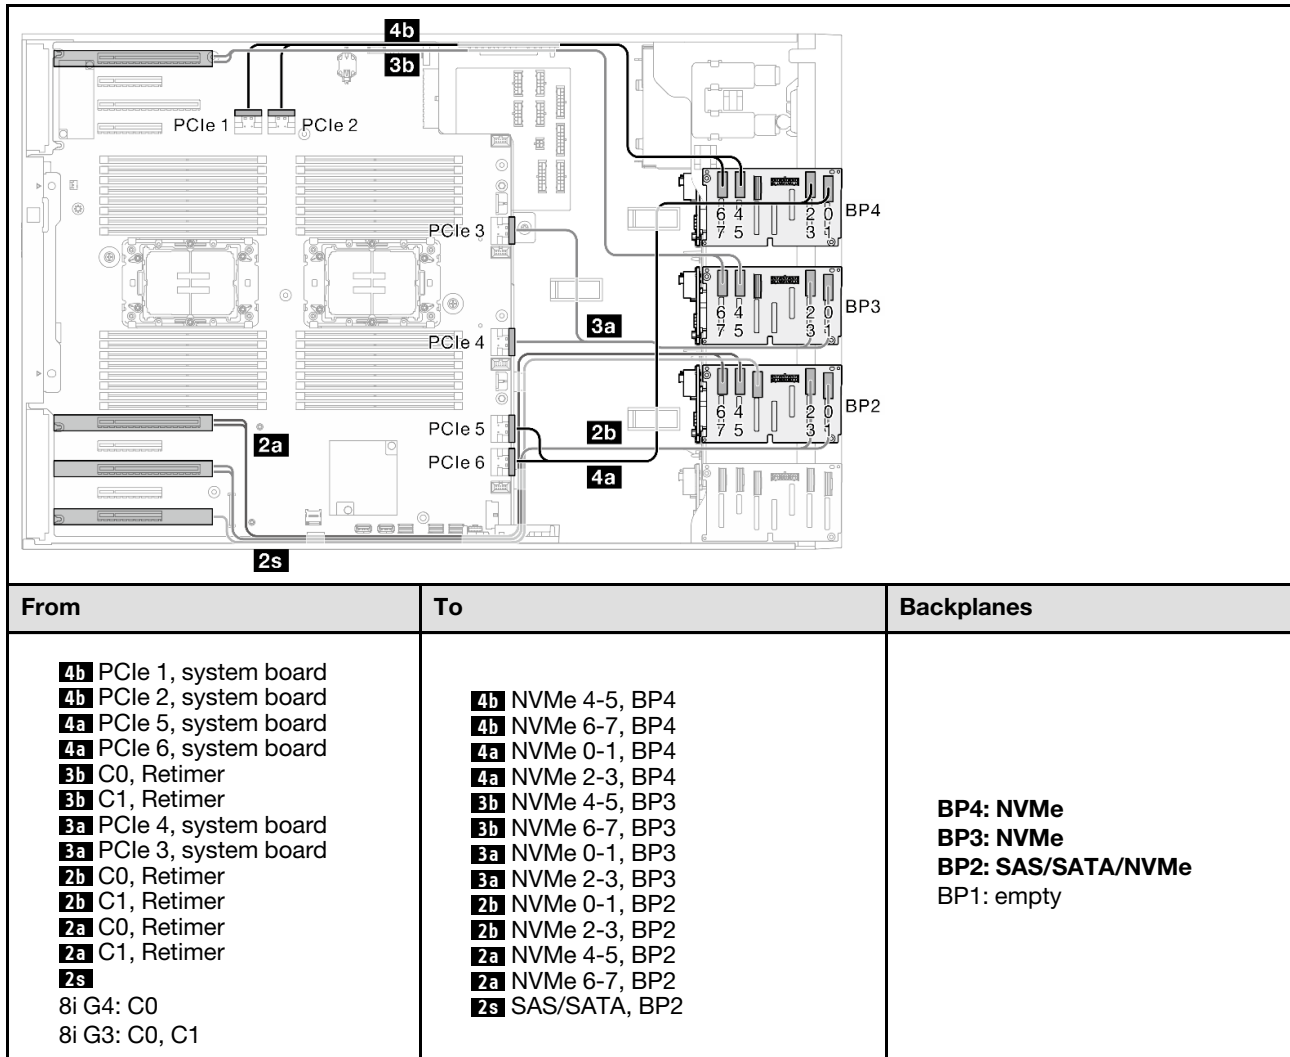 4b
3b
PCIe 1
PCIe 2
6 4 2 0
7 5 3 1
BP4
PCIe 3
6 4 2 0
7 5 3 1
BP3
3a
PCIe 4
6 4 2 0
7 5 3 1
BP2
PCIe 5
2b
2a
PCIe 6
4a
2s
From
To
Backplanes
4b PCIe 1, system board
4b PCIe 2, system board
4a PCIe 5, system board
4a PCIe 6, system board
3b C0, Retimer
3b C1, Retimer
3a PCIe 4, system board
3a PCIe 3, system board
2b C0, Retimer
2b C1, Retimer
2a C0, Retimer
2a C1, Retimer
2s
8i G4: C0
8i G3: C0, C1
4b NVMe 4-5, BP4
4b NVMe 6-7, BP4
4a NVMe 0-1, BP4
4a NVMe 2-3, BP4
3b NVMe 4-5, BP3
3b NVMe 6-7, BP3
3a NVMe 0-1, BP3
3a NVMe 2-3, BP3
2b NVMe 0-1, BP2
2b NVMe 2-3, BP2
2a NVMe 4-5, BP2
2a NVMe 6-7, BP2
2s SAS/SATA, BP2
BP4: NVMe
BP3: NVMe
BP2: SAS/SATA/NVMe
BP1: empty